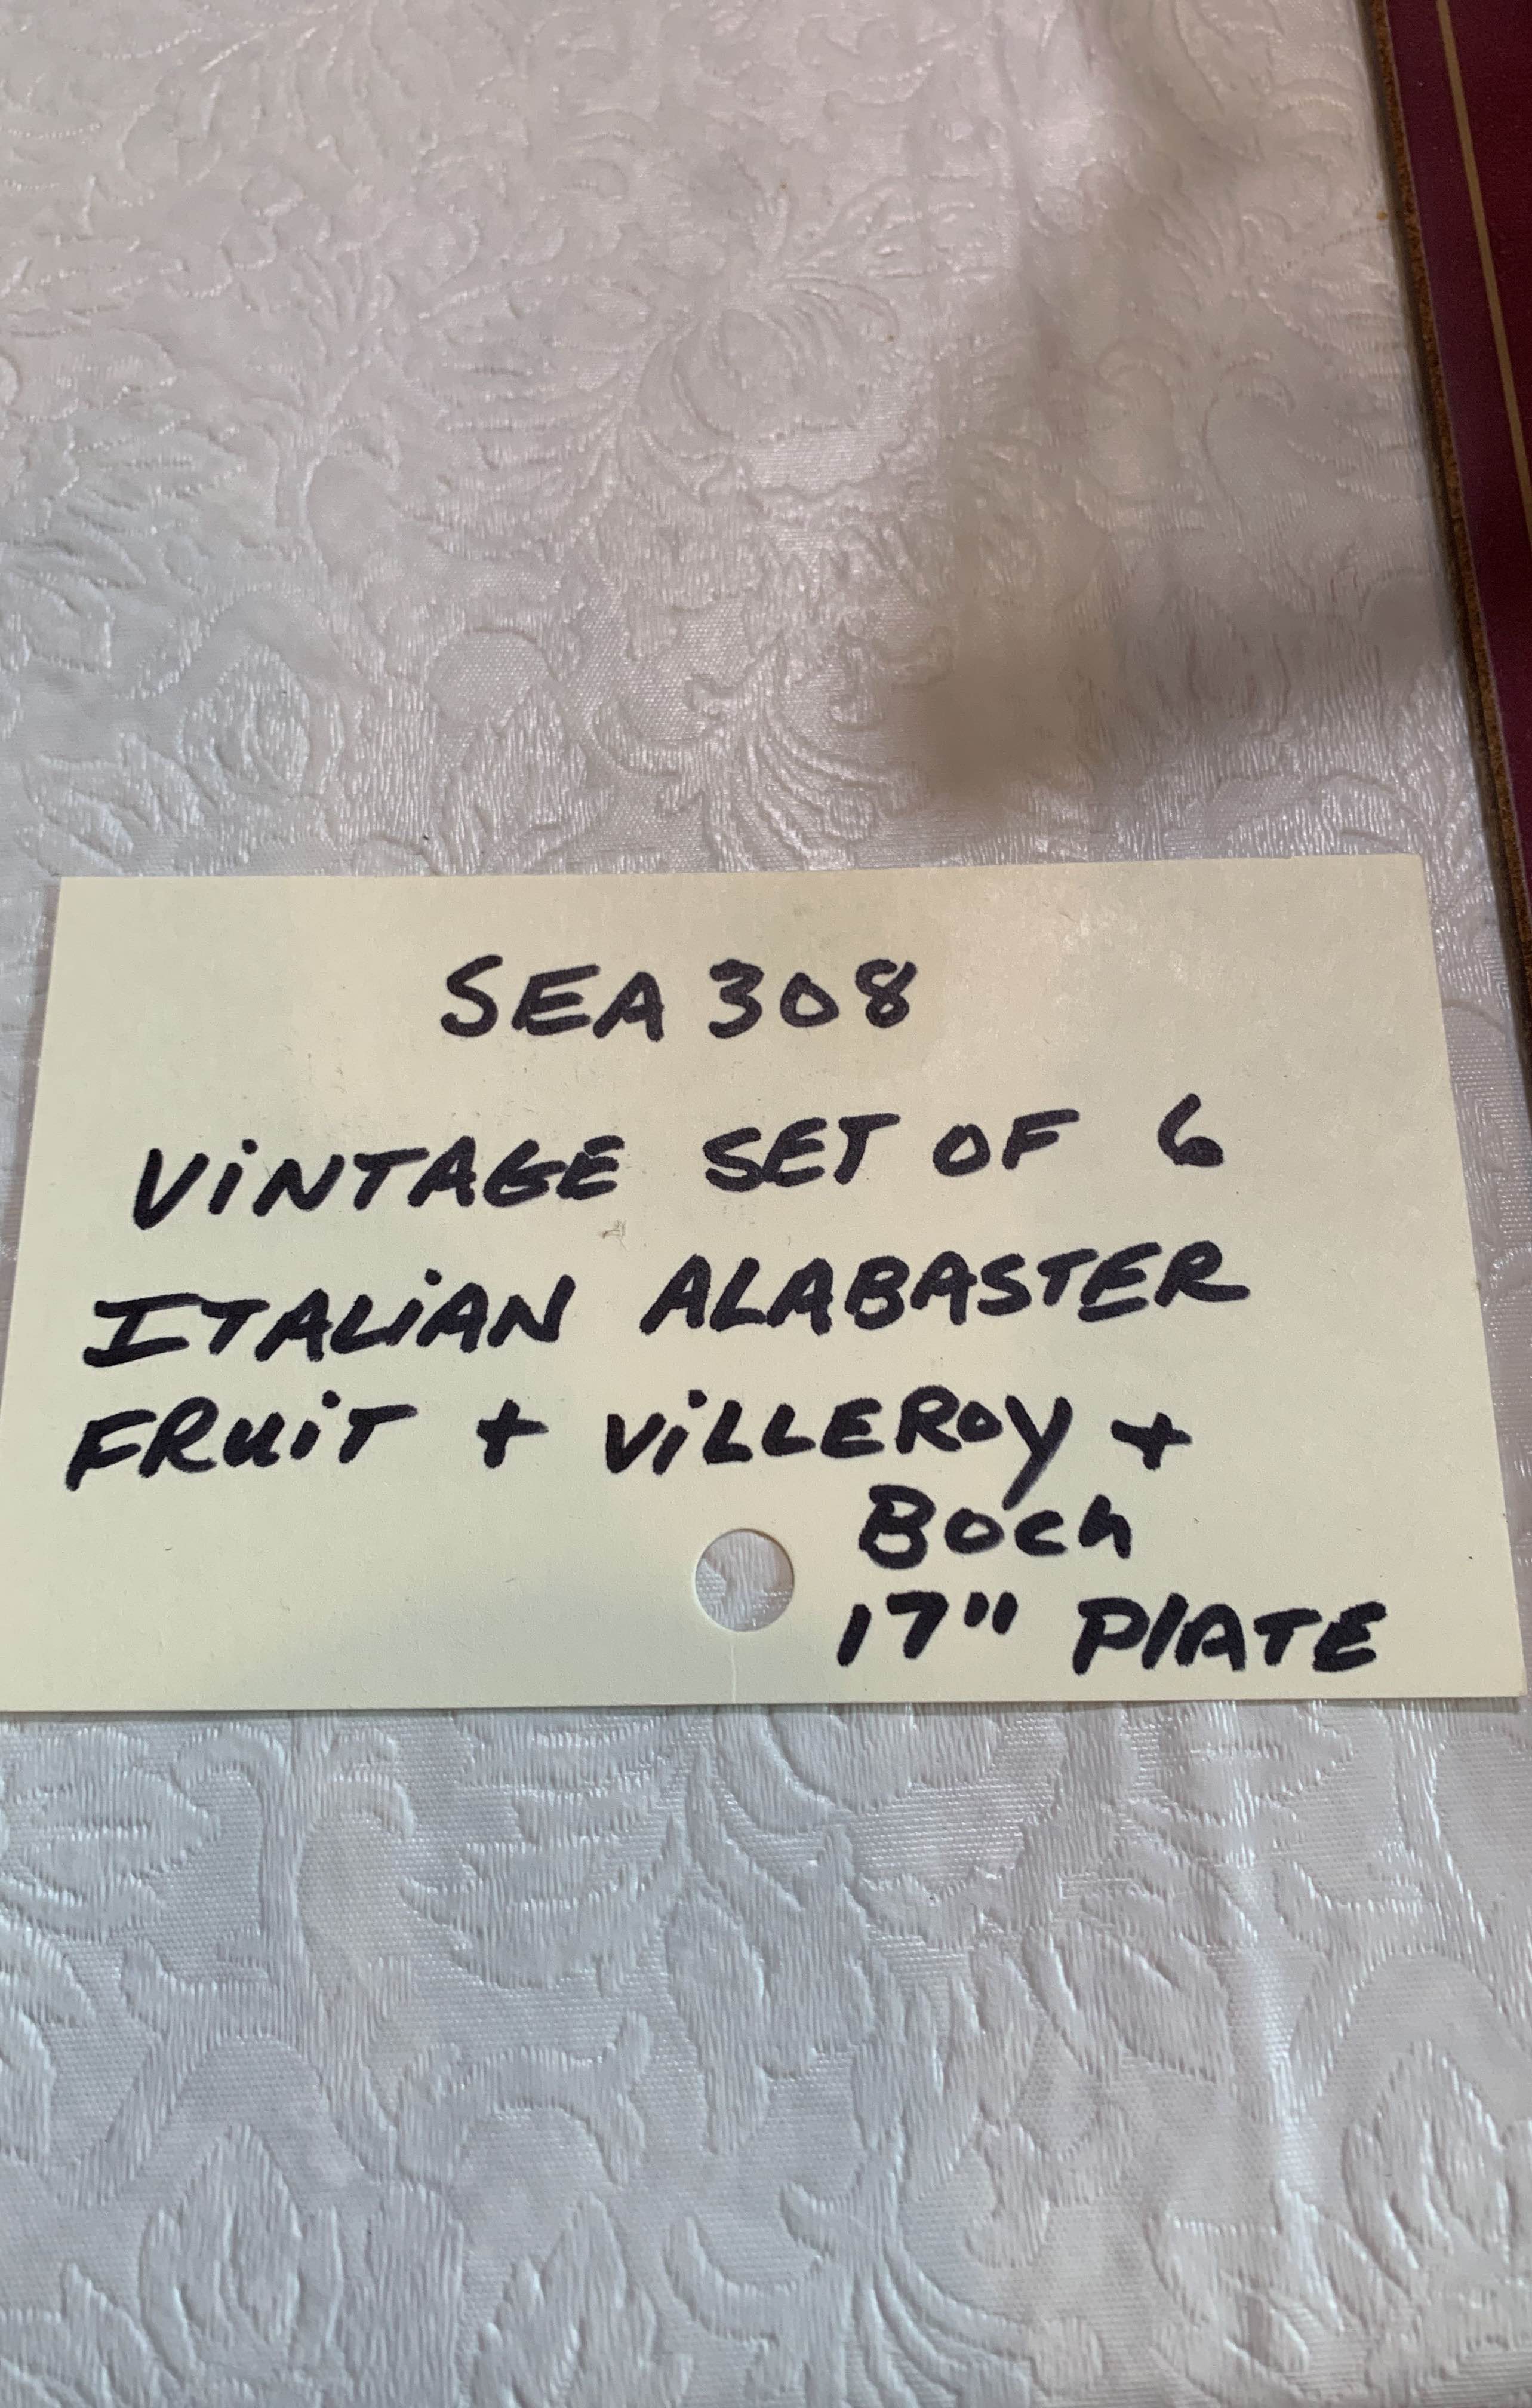 SEA 308
ViNTAGE SET OF 6
ITALiAN ALABASTER
FRuiT + ViLLEROY +
Boch
17" PlATE